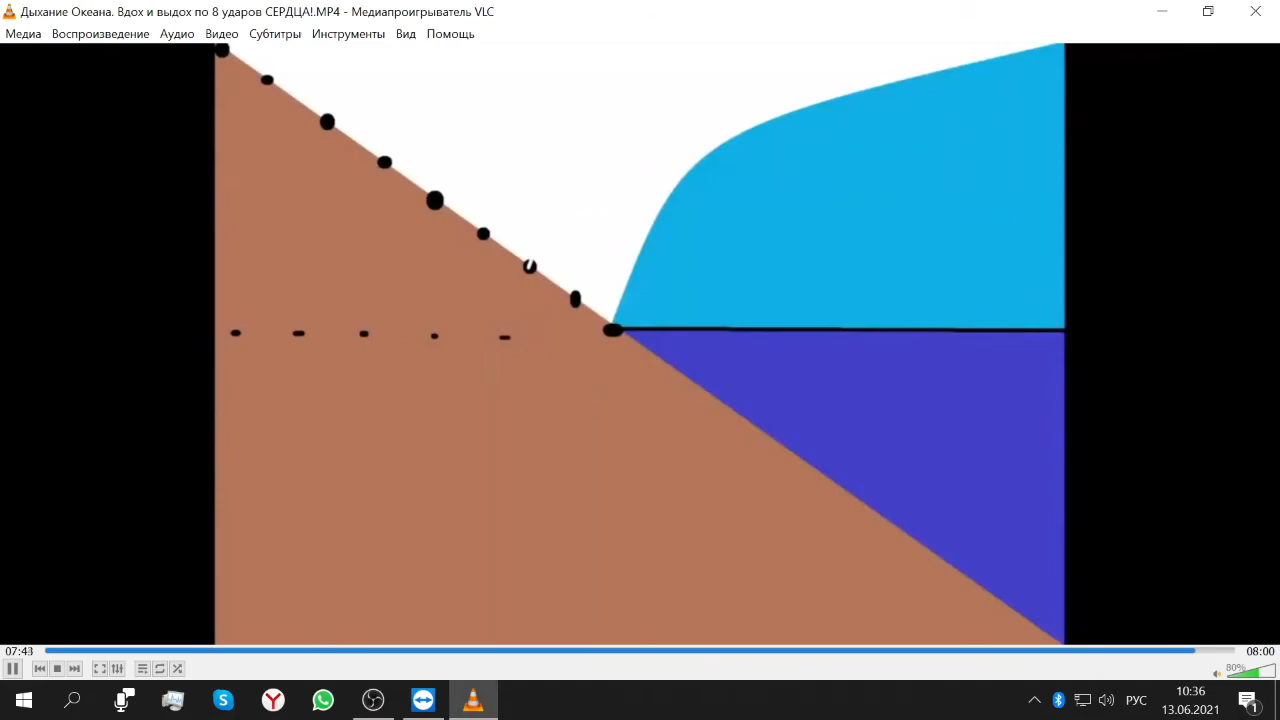 Дыхание Океана. Вдох и выдох по 8 ударов СЕРДЦА!.MP4 - Медиапроигрыватель VLC
Медиа Воспроизведение Аудио Видео Субтитры Инструменты Вид Помощь
07:43 08:00
80%
РУС 10:36
13.06.2021 1